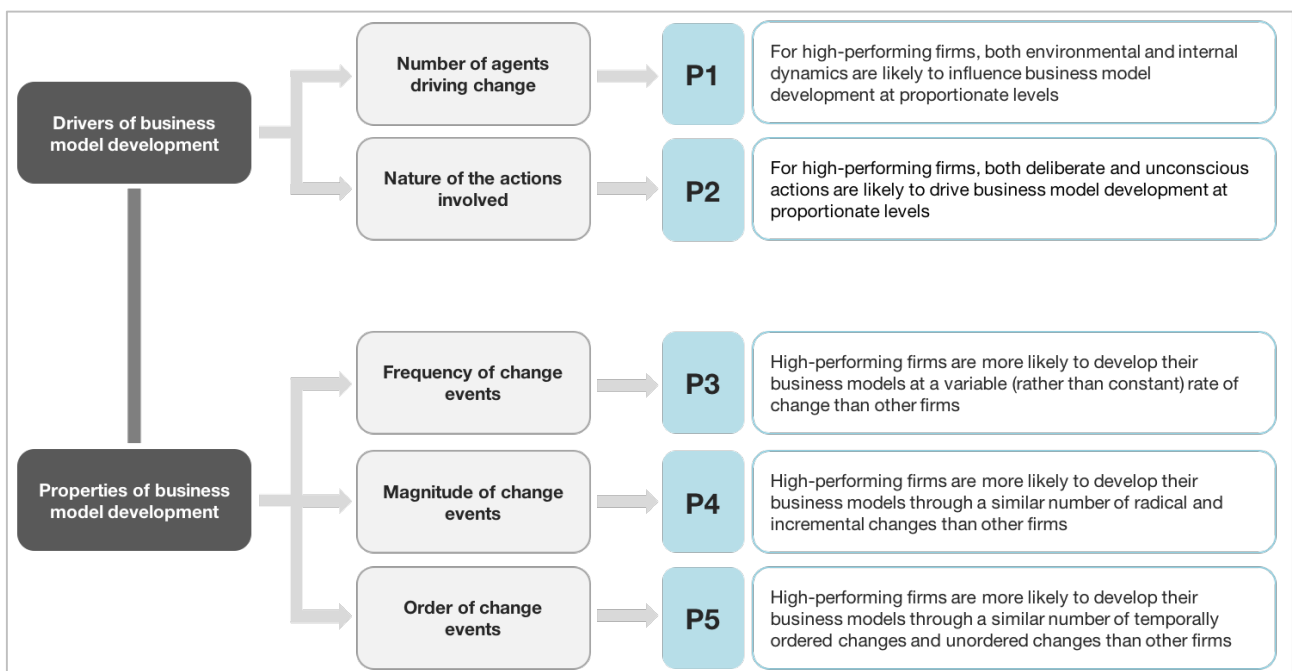 Drivers of business
model development
Number of agents
driving change
P1
For high-performing firms, both environmental and internal
dynamics are likely to influence business model
development at proportionate levels
Nature of the actions
involved
P2
For high-performing firms, both deliberate and unconscious
actions are likely to drive business model development at
proportionate levels
Properties of business
model development
Frequency of change
events
P3
High-performing firms are more likely to develop their
business models at a variable (rather than constant) rate of
change than other firms
Magnitude of change
events
P4
High-performing firms are more likely to develop their
business models through a similar number of radical and
incremental changes than other firms
Order of change
events
P5
High-performing firms are more likely to develop their
business models through a similar number of temporally
ordered changes and unordered changes than other firms